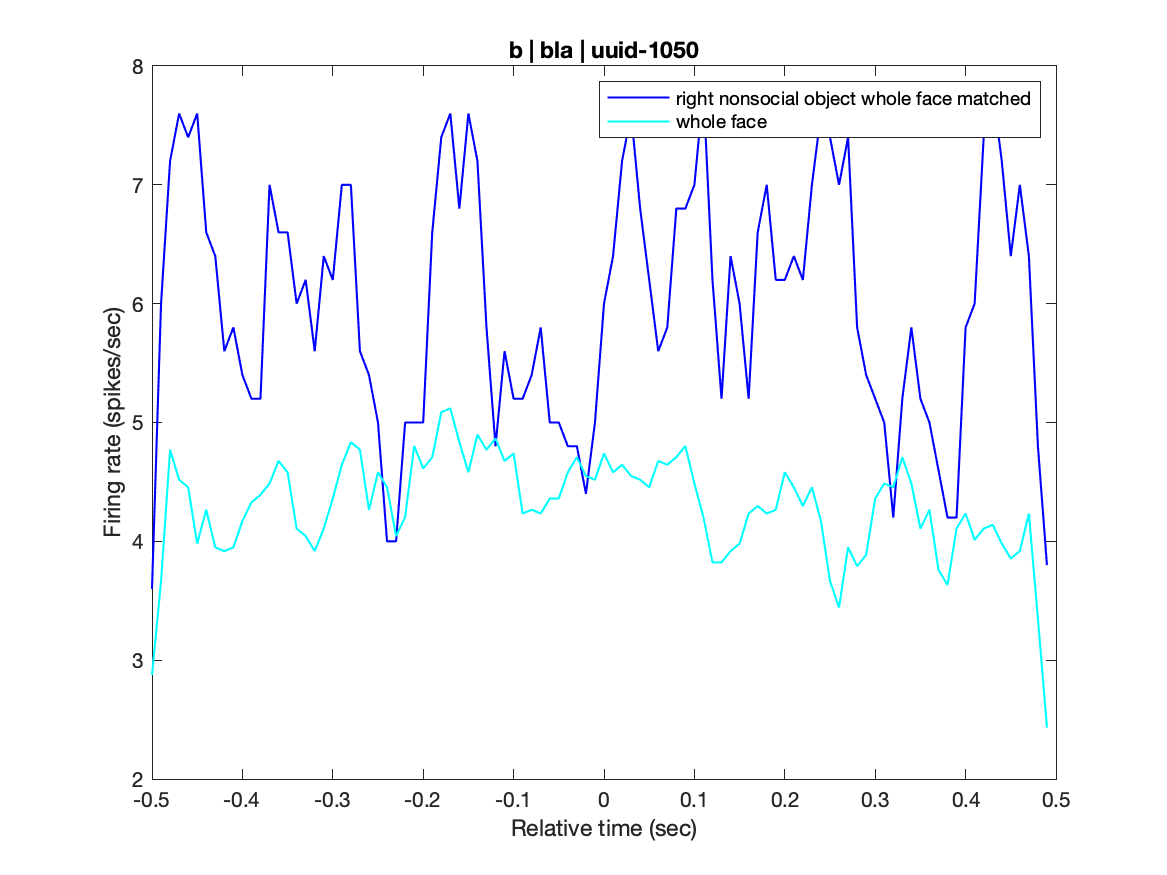 b | bla | uuid-1050
right nonsocial object whole face matched
whole face
8
7
6
5
4
3
2
Firing rate (spikes/sec)
-0.5 -0.4 -0.3 -0.2 -0.1 0 0.1 0.2 0.3 0.4 0.5
Relative time (sec)